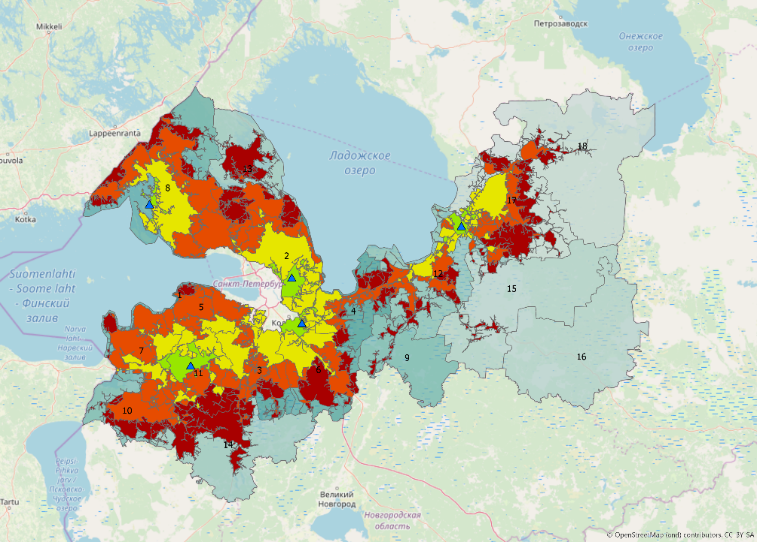 Mikkeli
Петрозаводск
Онежское
озеро
Lappeenranta
Ладожское
озеро
18
13
8
17
Kotka
2
Suomenlahti
- Soome laht
- Финский
залив
12
Санкт-Петербург
15
5
4
7
9
16
3
6
11
10
14
Tartu
Великий
Новгород
Новгородская
область
© OpenStreetMap (and) contributors, CC-BY-SA